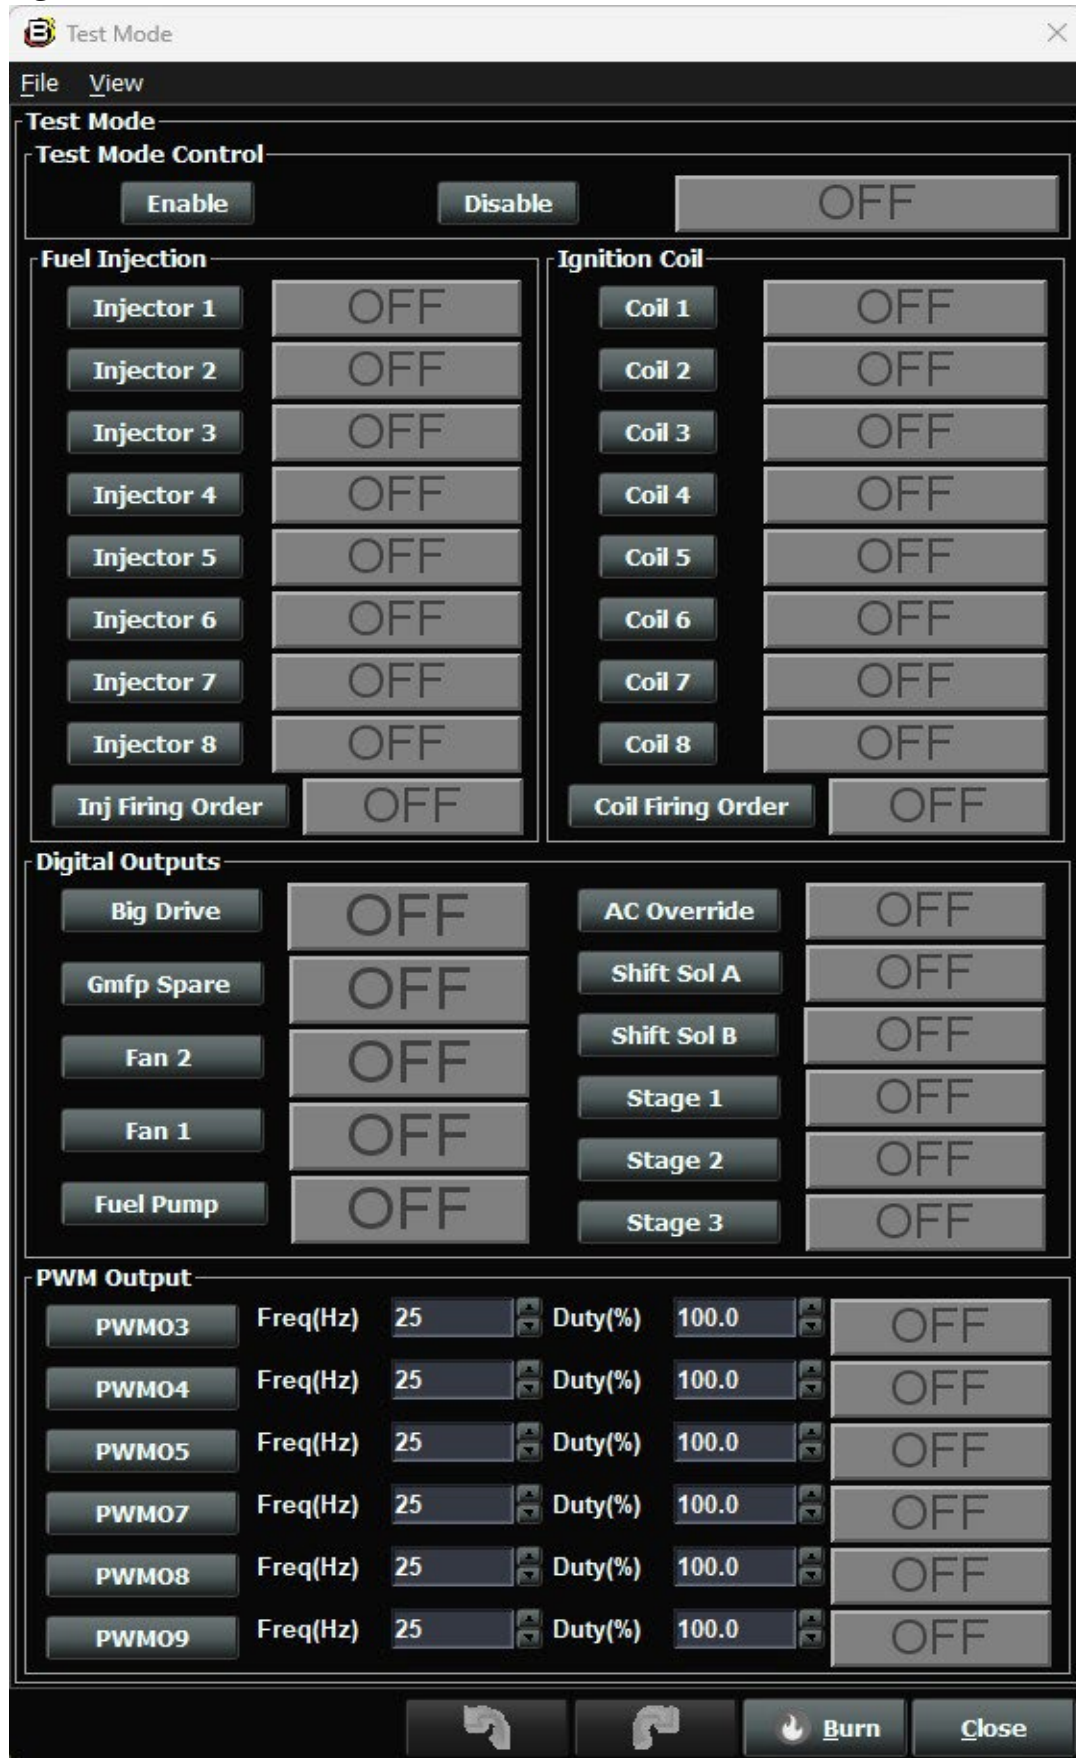 Test Mode
File View
Test Mode
Test Mode Control
Enable Disable OFF
Fuel Injection
Injector 1 OFF
Injector 2 OFF
Injector 3 OFF
Injector 4 OFF
Injector 5 OFF
Injector 6 OFF
Injector 7 OFF
Injector 8 OFF
Inj Firing Order OFF
Ignition Coil
Coil 1 OFF
Coil 2 OFF
Coil 3 OFF
Coil 4 OFF
Coil 5 OFF
Coil 6 OFF
Coil 7 OFF
Coil 8 OFF
Coil Firing Order OFF
Digital Outputs
Big Drive OFF
Gmfp Spare OFF
Fan 2 OFF
Fan 1 OFF
Fuel Pump OFF
AC Override OFF
Shift Sol A OFF
Shift Sol B OFF
Stage 1 OFF
Stage 2 OFF
Stage 3 OFF
PWM Output
PWMO3 Freq(Hz) 25 Duty(%) 100.0 OFF
PWMO4 Freq(Hz) 25 Duty(%) 100.0 OFF
PWMO5 Freq(Hz) 25 Duty(%) 100.0 OFF
PWMO7 Freq(Hz) 25 Duty(%) 100.0 OFF
PWMO8 Freq(Hz) 25 Duty(%) 100.0 OFF
PWMO9 Freq(Hz) 25 Duty(%) 100.0 OFF
Burn Close